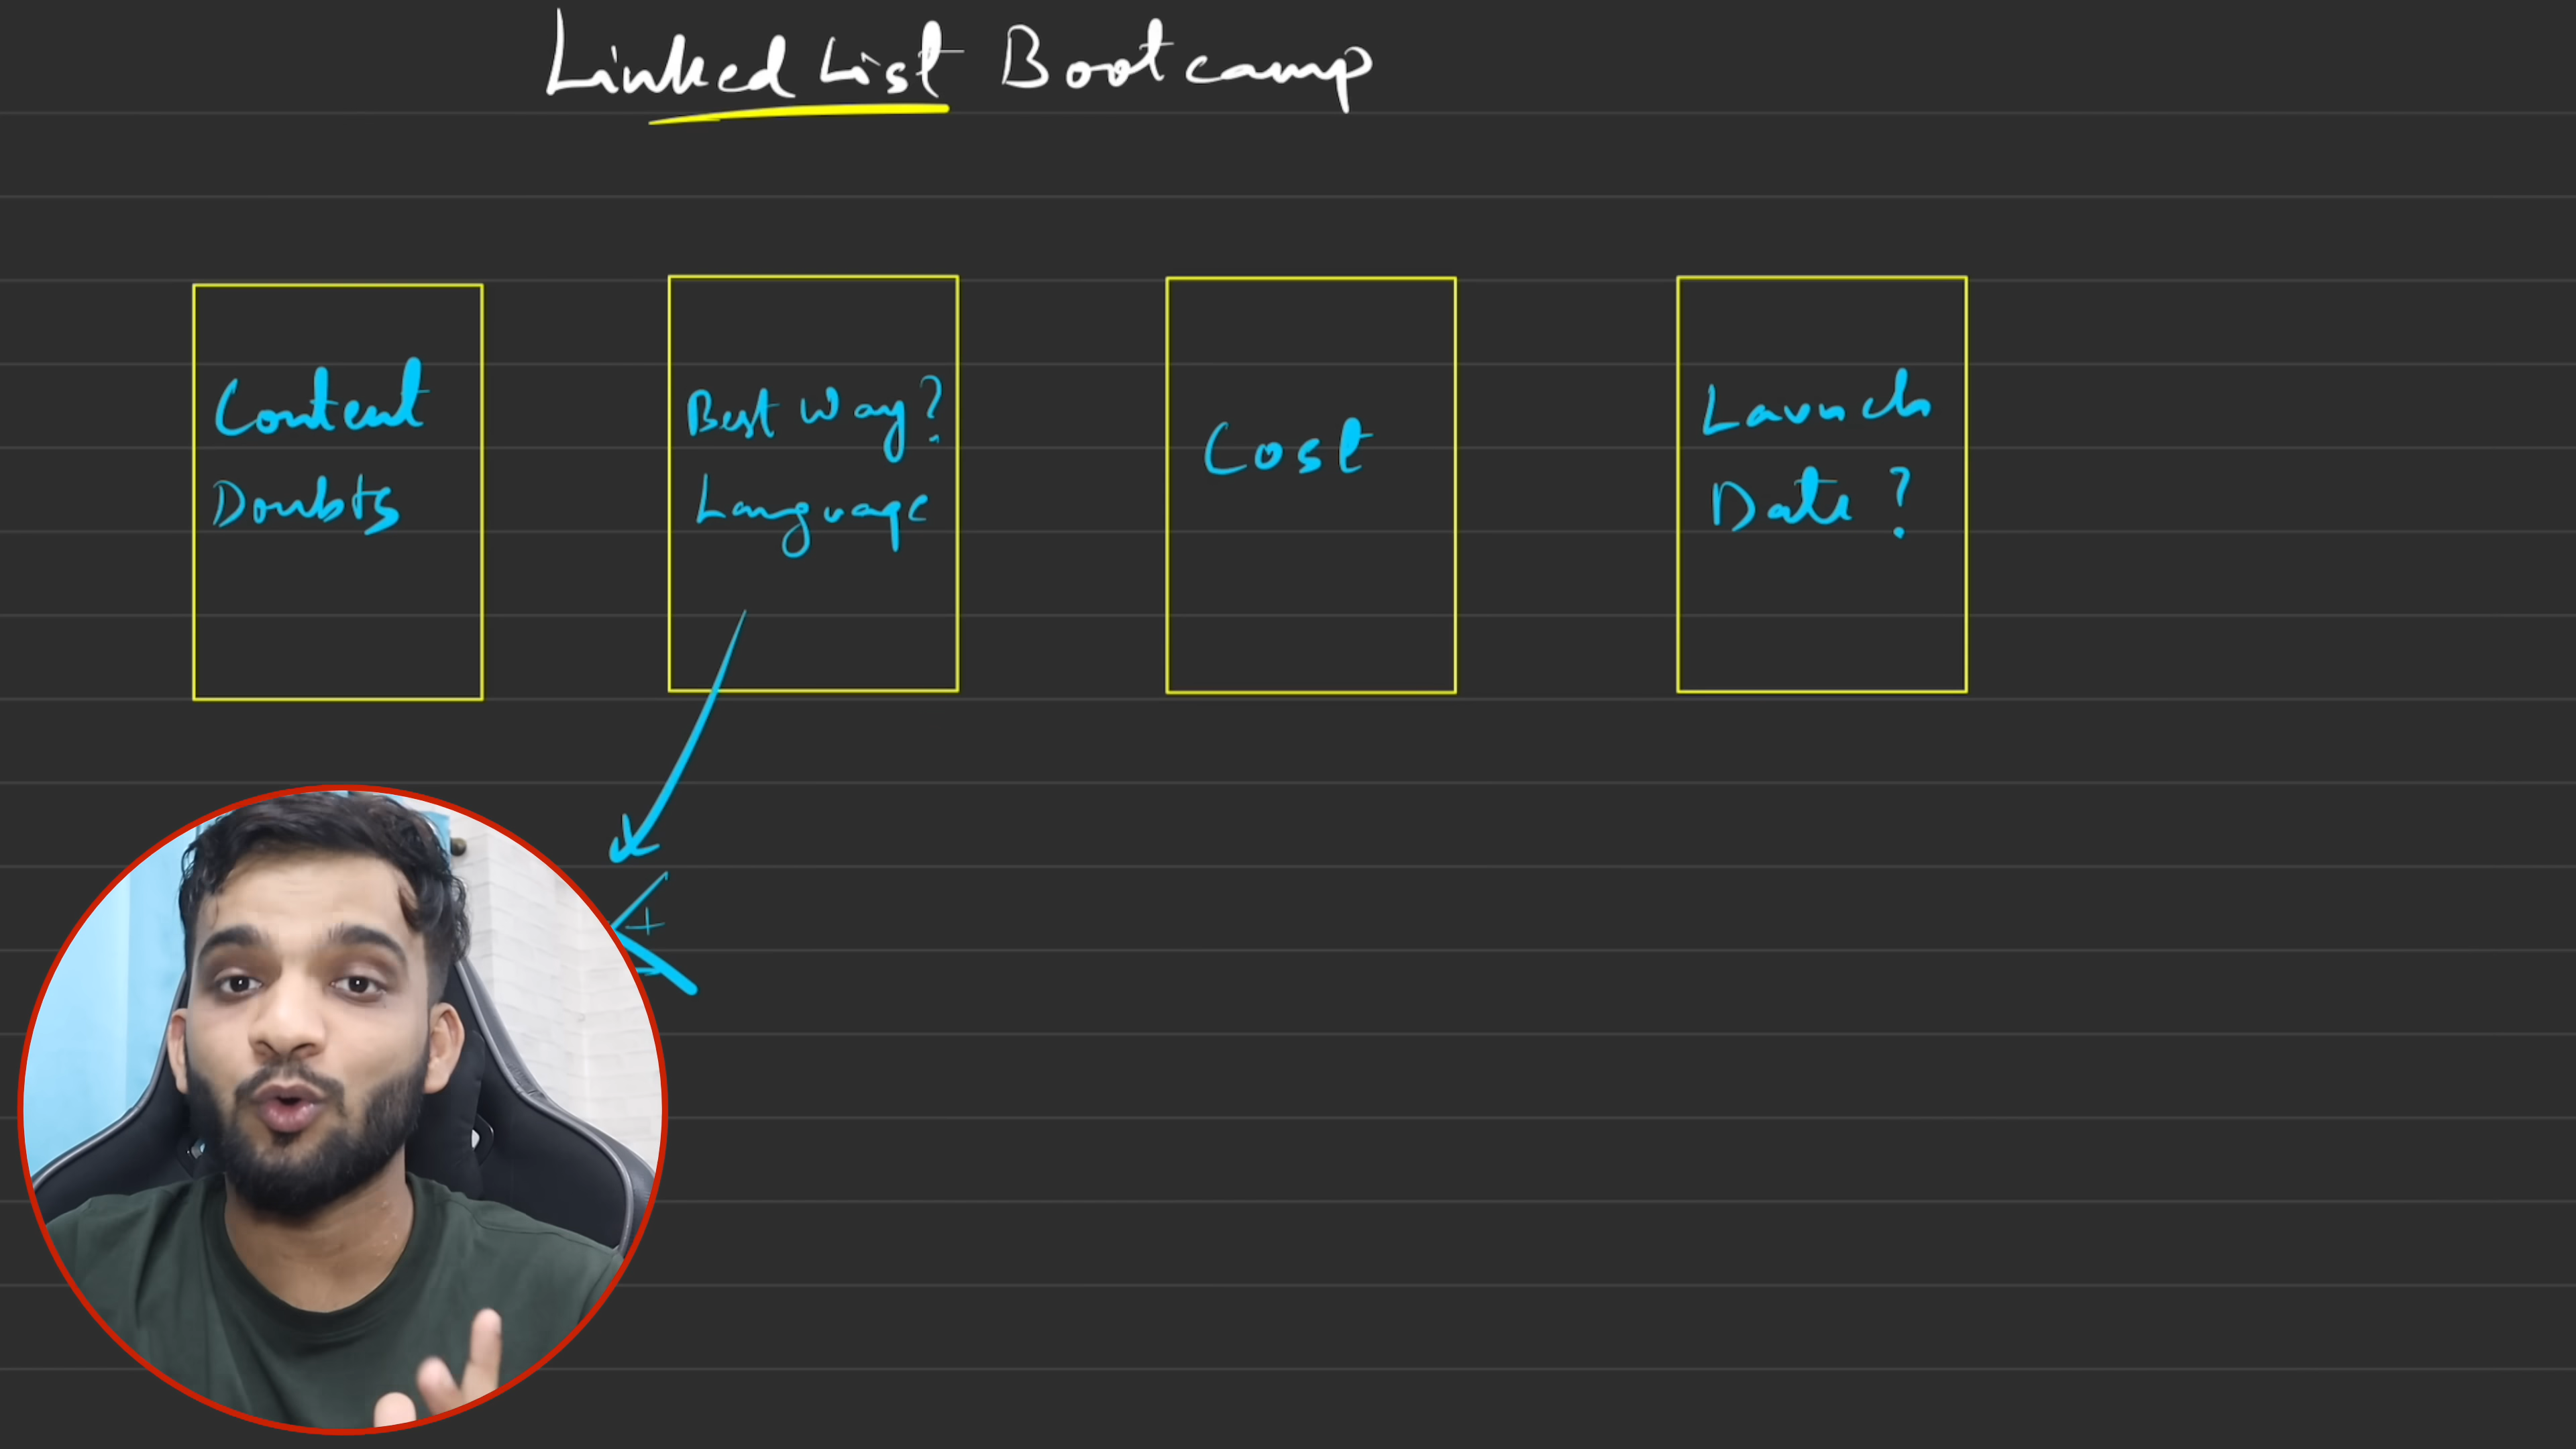 Linked List Bootcamp
Content
Doubts
Best Way?
Language
Cost
Launch
Date?